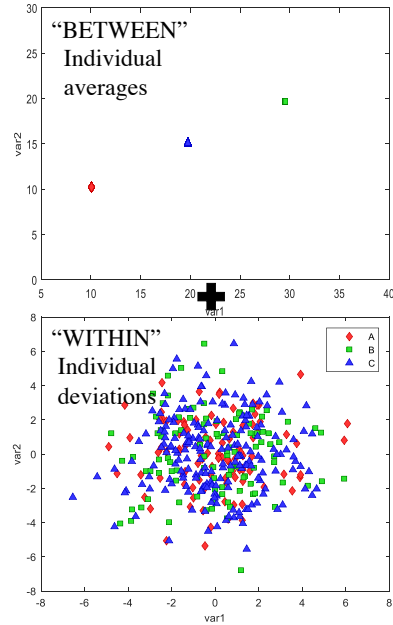 30
“BETWEEN”
Individual
averages
25
20
15
10
5
0
var2
5 10 15 20 25 30 35 40
var1
8
“WITHIN”
Individual
deviations
A
B
C
6
4
2
0
-2
-4
-6
-8
var2
-8 -6 -4 -2 0 2 4 6 8
var1